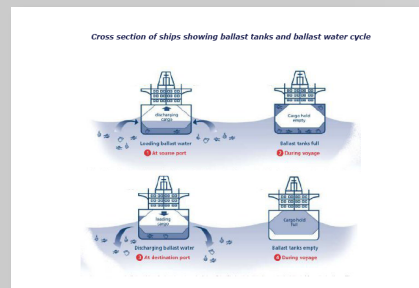 Cross section of ships showing ballast tanks and ballast water cycle
discharging
cargo
Loading ballast water
1 At source port
Cargo hold
empty
Ballast tanks full
2 During voyage
loading
cargo
Discharging ballast water
3 At destination port
Cargo hold
full
Ballast tanks empty
4 During voyage